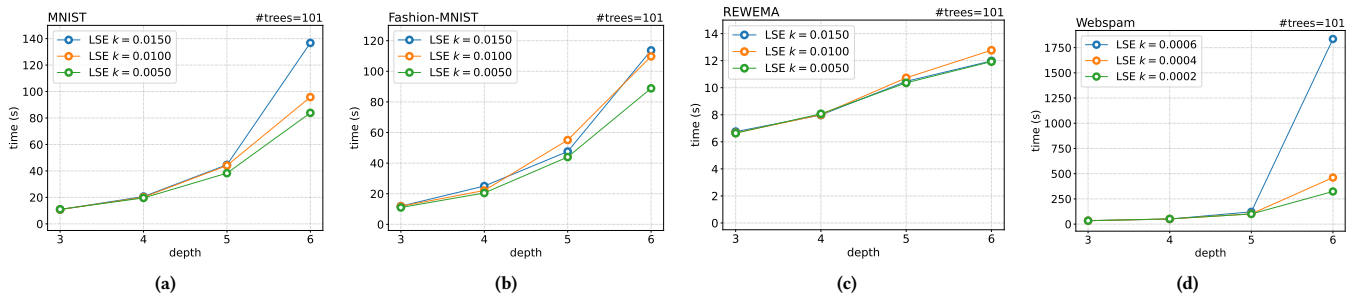 MNIST #trees=101
LSE k = 0.0150
LSE k = 0.0100
LSE k = 0.0050
140
120
100
80
60
40
20
0
time (s)
3 4 5 6
depth
(a)
Fashion-MNIST #trees=101
LSE k = 0.0150
LSE k = 0.0100
LSE k = 0.0050
120
100
80
60
40
20
0
time (s)
3 4 5 6
depth
(b)
REWEMA #trees=101
LSE k = 0.0150
LSE k = 0.0100
LSE k = 0.0050
14
12
10
8
6
4
2
0
time (s)
3 4 5 6
depth
(c)
Webspam #trees=101
LSE k = 0.0006
LSE k = 0.0004
LSE k = 0.0002
1750
1500
1250
1000
750
500
250
0
time (s)
3 4 5 6
depth
(d)